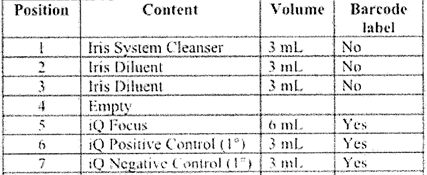 Position Content Volume Barcode label
1 Iris System Cleanser 3 mL No
2 Iris Diluent 3 mL No
3 Iris Diluent 3 mL No
4 Empty
5 iQ Focus 6 mL Yes
6 iQ Positive Control (1°) 3 mL Yes
7 iQ Negative Control (1°) 3 mL Yes